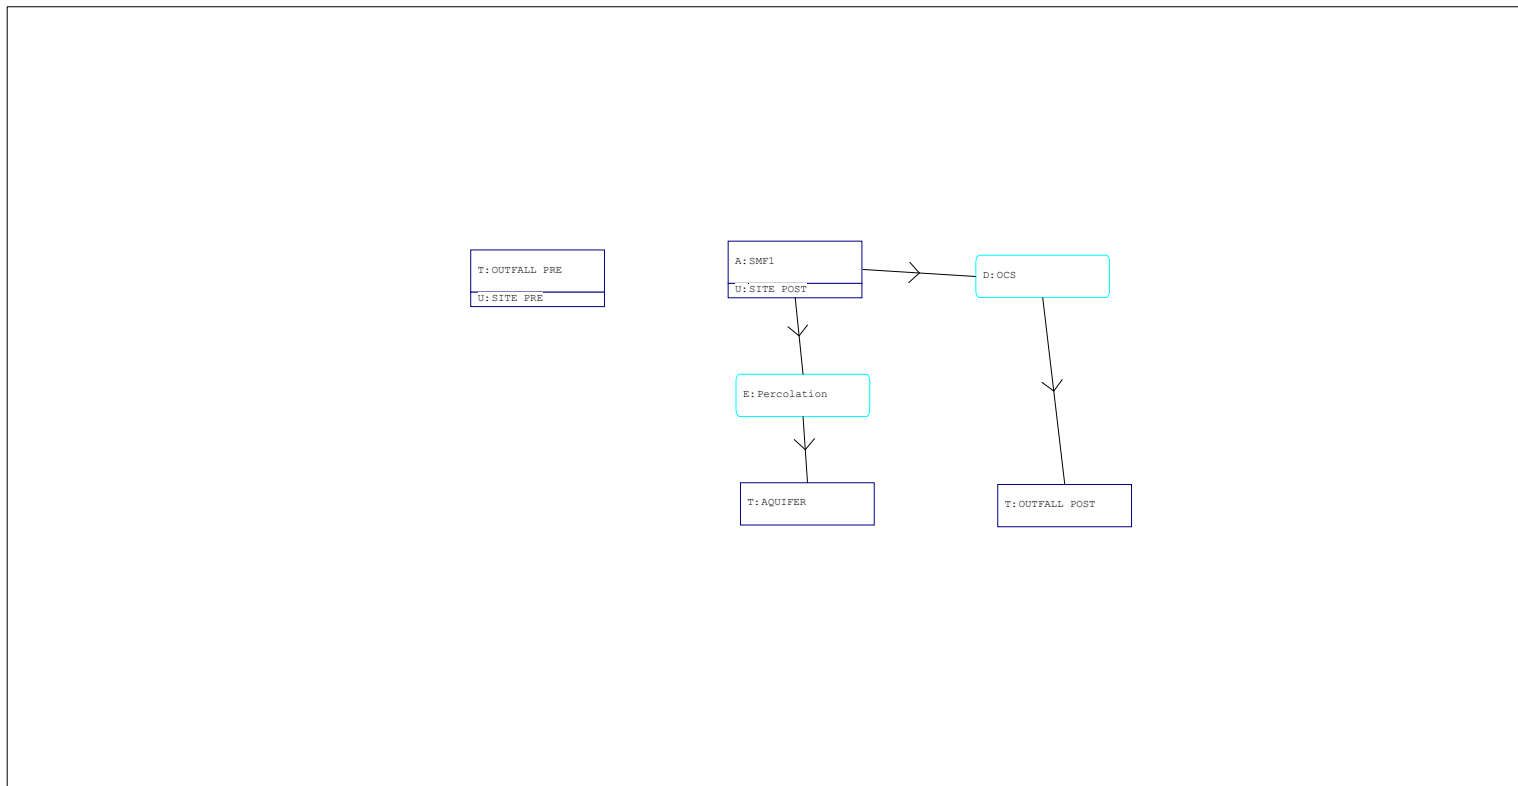 T:OUTFALL PRE
U:SITE PRE
A:SMF1
U:SITE POST
D:OCS
E:Percolation
T:AQUIFER
T:OUTFALL POST